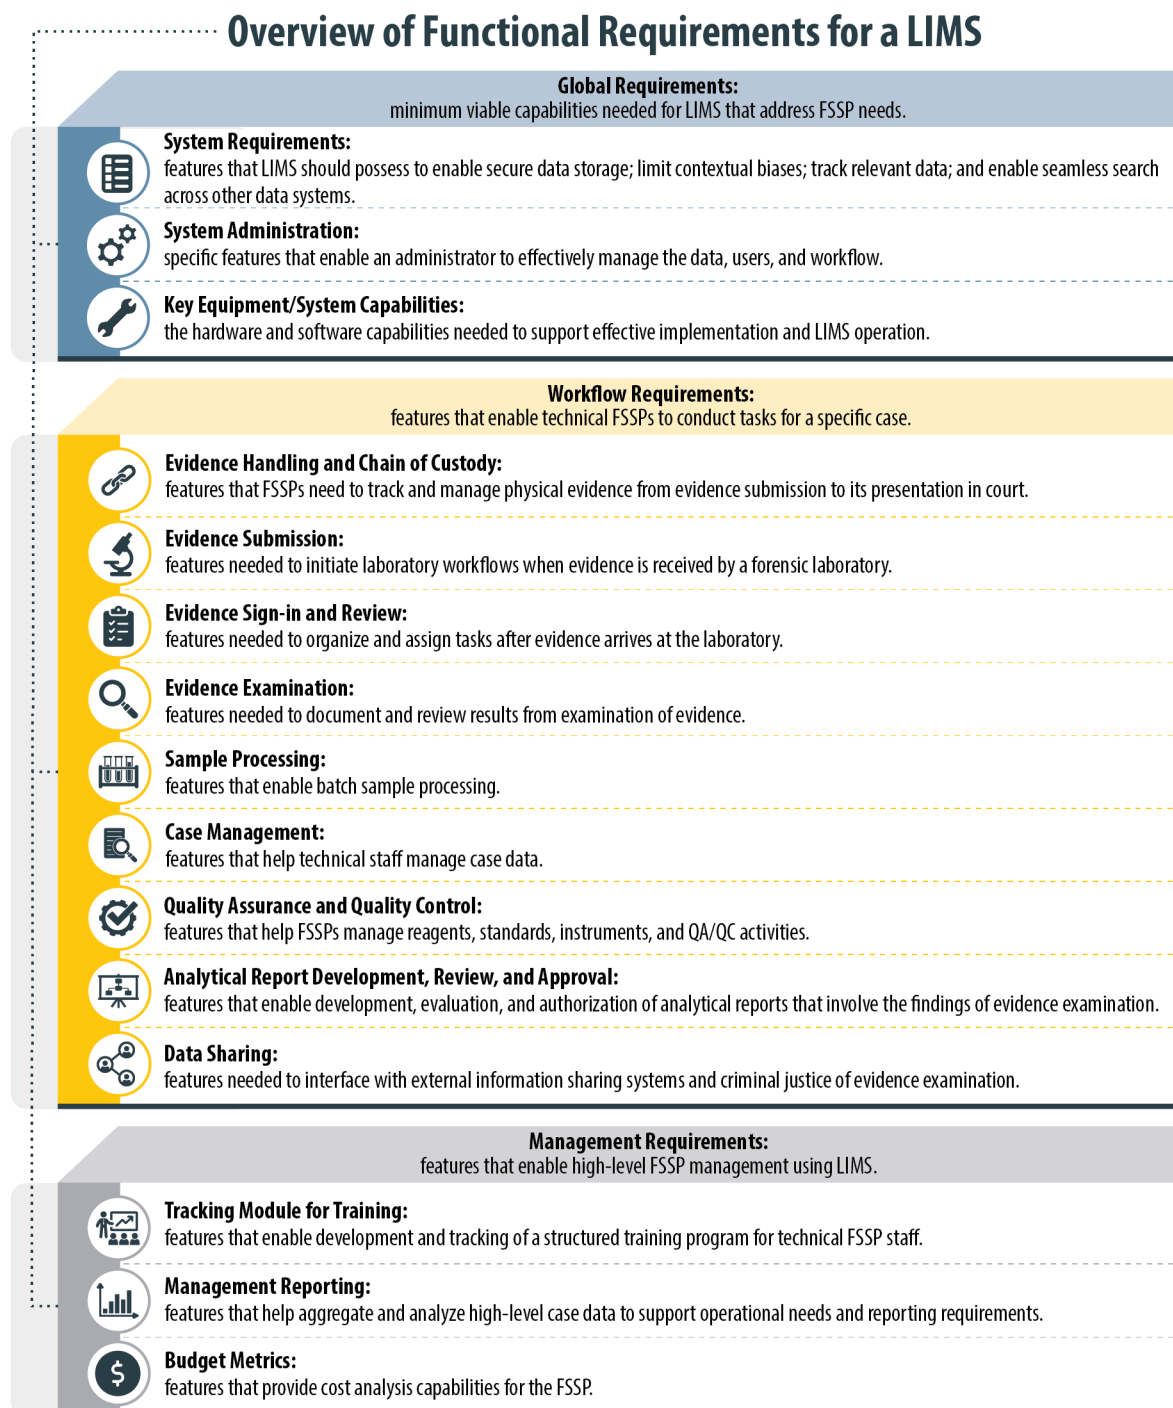 Overview of Functional Requirements for a LIMS
Global Requirements:
minimum viable capabilities needed for LIMS that address FSSP needs.
System Requirements:
features that LIMS should possess to enable secure data storage; limit contextual biases; track relevant data; and enable seamless search
across other data systems.
System Administration:
specific features that enable an administrator to effectively manage the data, users, and workflow.
Key Equipment/System Capabilities:
the hardware and software capabilities needed to support effective implementation and LIMS operation.
Workflow Requirements:
features that enable technical FSSPs to conduct tasks for a specific case.
Evidence Handling and Chain of Custody:
features that FSSPs need to track and manage physical evidence from evidence submission to its presentation in court.
Evidence Submission:
features needed to initiate laboratory workflows when evidence is received by a forensic laboratory.
Evidence Sign-in and Review:
features needed to organize and assign tasks after evidence arrives at the laboratory.
Evidence Examination:
features needed to document and review results from examination of evidence.
Sample Processing:
features that enable batch sample processing.
Case Management:
features that help technical staff manage case data.
Quality Assurance and Quality Control:
features that help FSSPs manage reagents, standards, instruments, and QA/QC activities.
Analytical Report Development, Review, and Approval:
features that enable development, evaluation, and authorization of analytical reports that involve the findings of evidence examination.
Data Sharing:
features needed to interface with external information sharing systems and criminal justice of evidence examination.
Management Requirements:
features that enable high-level FSSP management using LIMS.
Tracking Module for Training:
features that enable development and tracking of a structured training program for technical FSSP staff.
Management Reporting:
features that help aggregate and analyze high-level case data to support operational needs and reporting requirements.
$
Budget Metrics:
features that provide cost analysis capabilities for the FSSP.